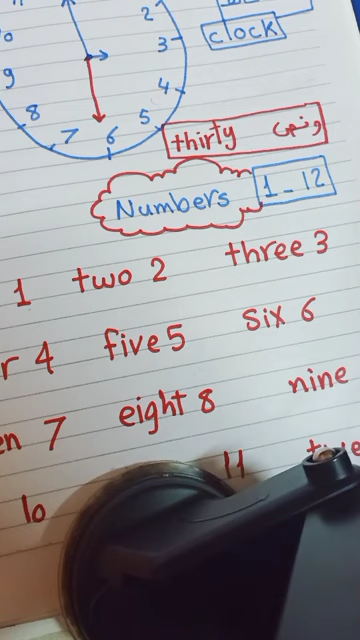 2
3
clock
9
4
8
5
7
6
thirty ونص
Numbers 1 - 12
1 two 2 three 3
r 4 five 5 six 6
en 7 eight 8 nine
10 11